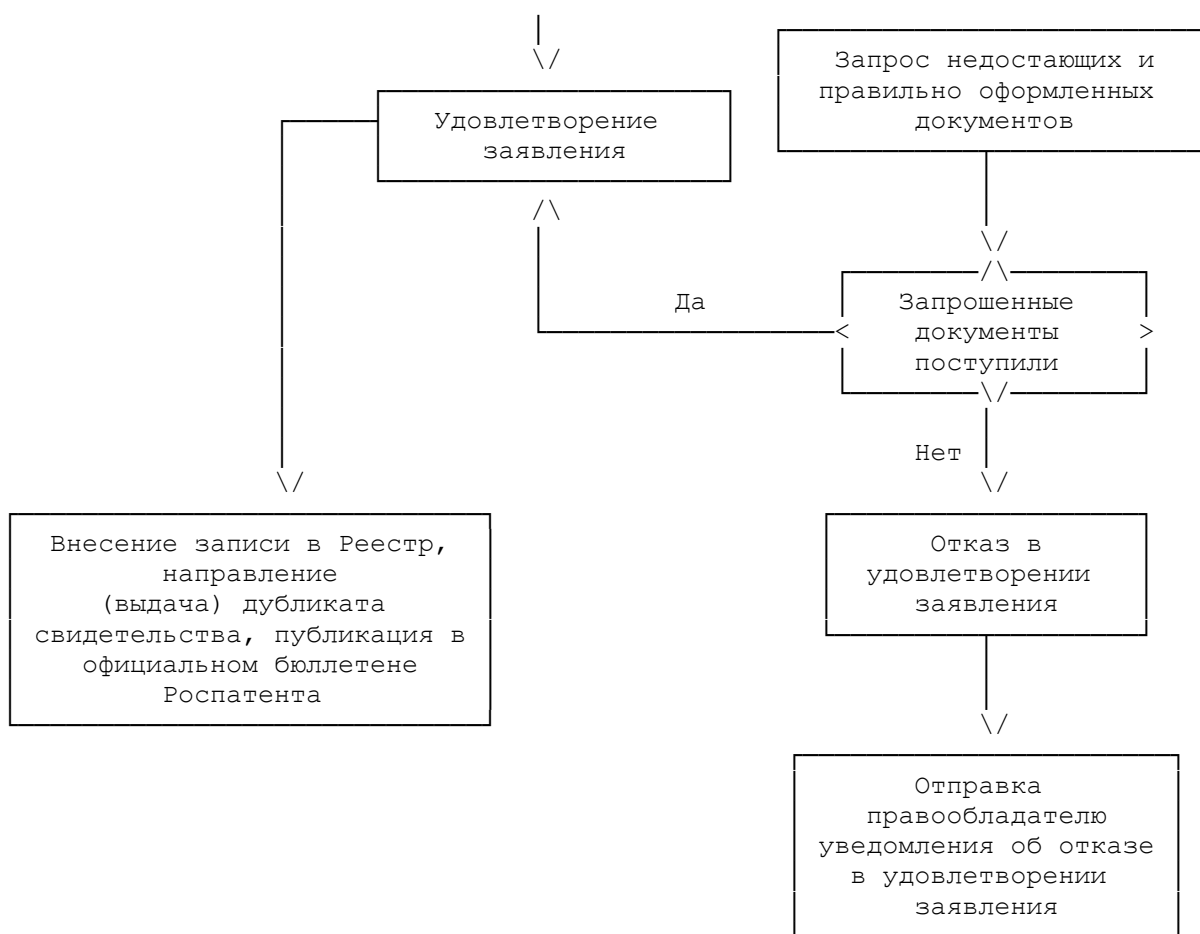 Запрос недостающих и
правильно оформленных
документов
Удовлетворение
заявления
Запрошенные
документы
поступили
Да
Нет
Внесение записи в Реестр,
направление
(выдача) дубликата
свидетельства, публикация в
официальном бюллетене
Роспатента
Отказ в
удовлетворении
заявления
Отправка
правообладателю
уведомления об отказе
в удовлетворении
заявления